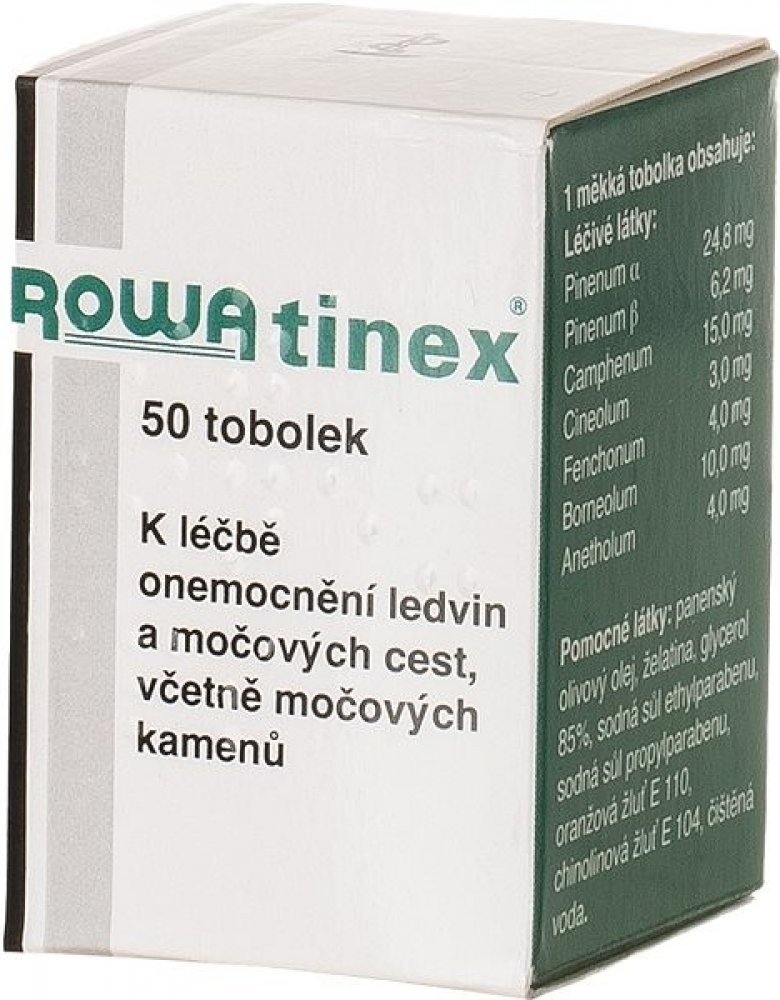 ROWAtinex®
50 tobolek
K léčbě
onemocnění ledvin
a močových cest,
včetně močových
kamenů
1 měkká tobolka obsahuje:
Léčivé látky:
Pinenum α 24,8 mg
Pinenum β 6,2 mg
Camphenum 15,0 mg
Cineolum 3,0 mg
Fenchonum 4,0 mg
Borneolum 10,0 mg
Anetholum 4,0 mg
Pomocné látky: panenský
olivový olej, želatina, glycerol
85%, sodná sůl ethylparabenu,
sodná sůl propylparabenu,
oranžová žluť E 110,
chinolinová žluť E 104, čištěná
voda.